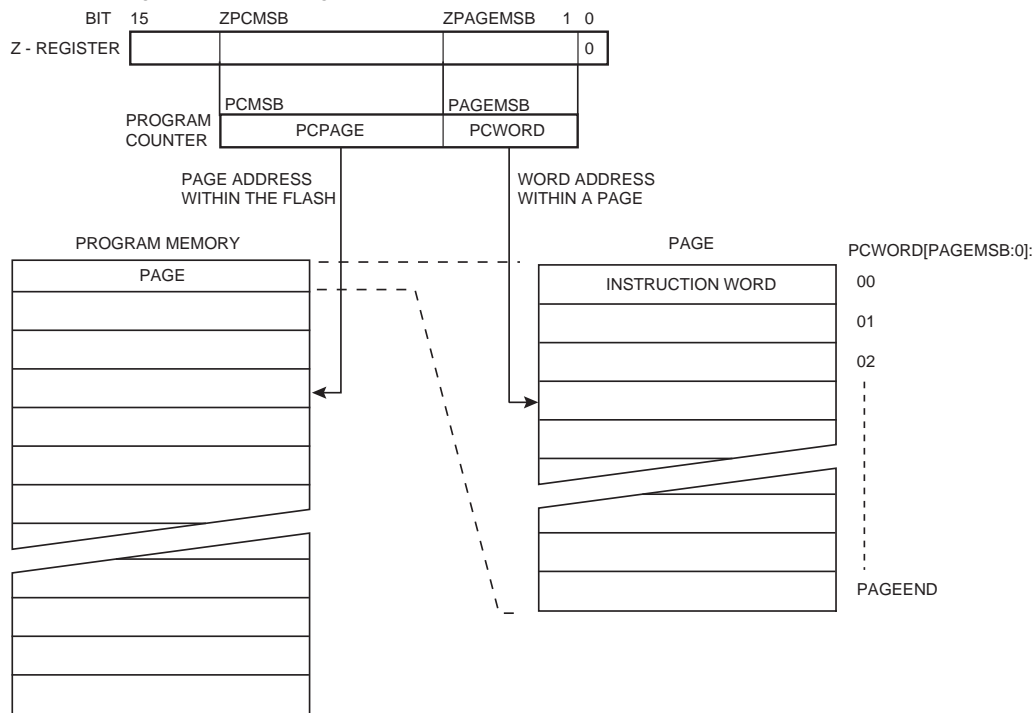 BIT 15 ZPCMSB ZPAGEMSB 1 0
Z - REGISTER 0
PCMSB PAGEMSB
PROGRAM
COUNTER
PCPAGE PCWORD
PAGE ADDRESS
WITHIN THE FLASH
WORD ADDRESS
WITHIN A PAGE
PROGRAM MEMORY
PAGE
PAGE
PCWORD[PAGEMSB:0]:
INSTRUCTION WORD 00
01
02
PAGEEND